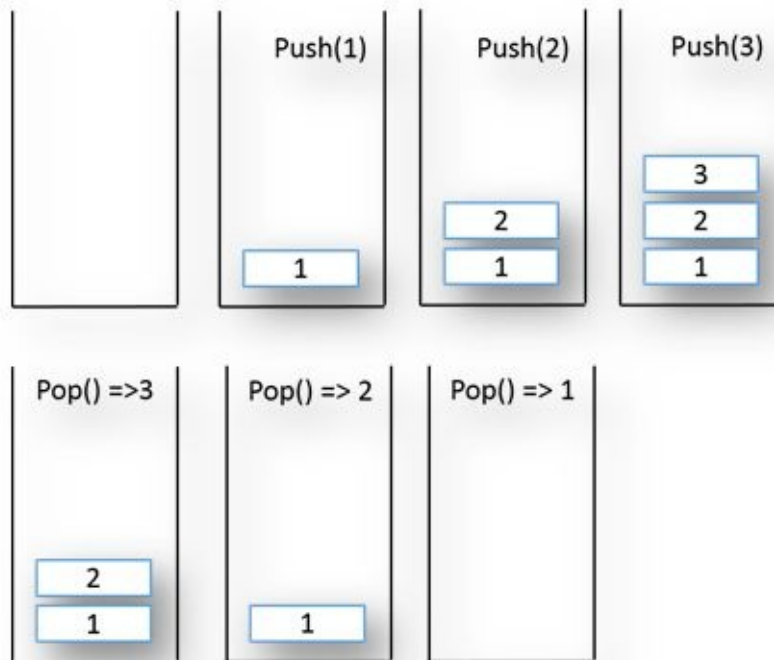 Push(1) Push(2) Push(3)
3
2 2
1 1 1
Pop() =>3 Pop() => 2 Pop() => 1
2
1 1